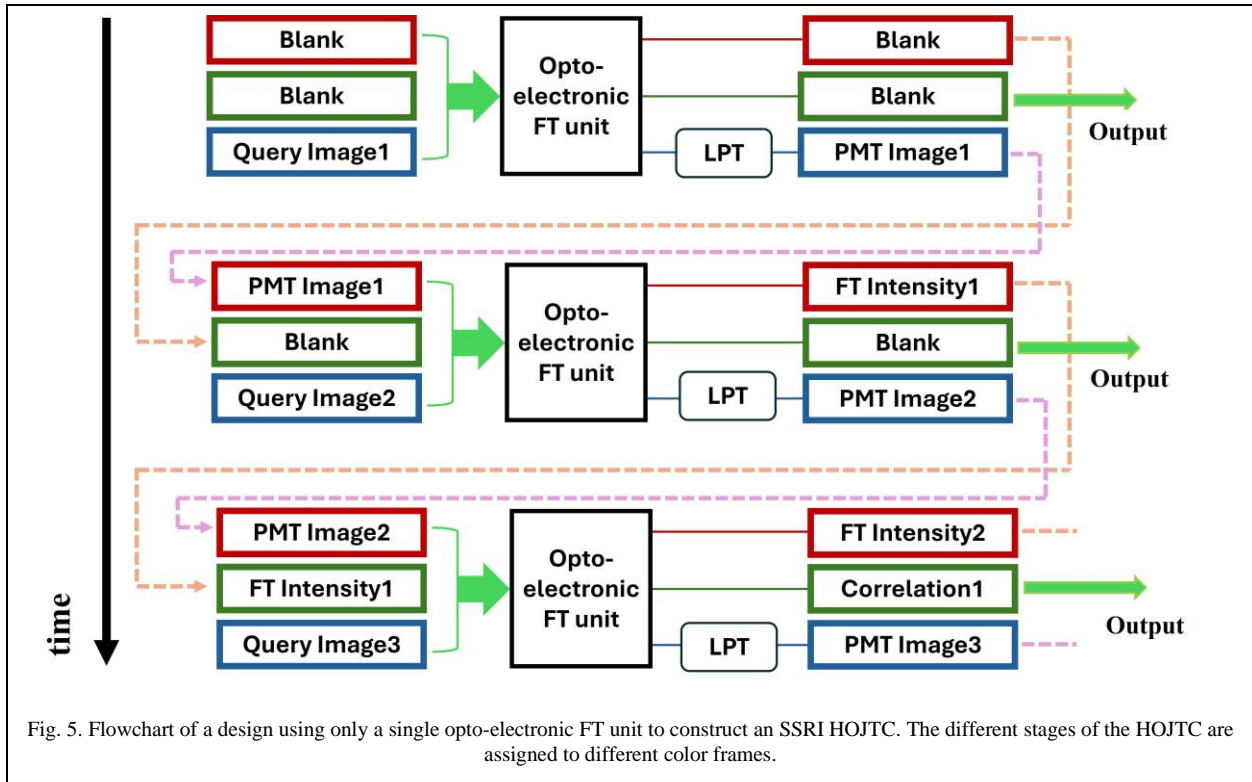 Blank
Blank
Query Image1
Opto-
electronic
FT unit
LPT
Blank
Blank
PMT Image1
Output
PMT Image1
Blank
Query Image2
Opto-
electronic
FT unit
LPT
FT Intensity1
Blank
PMT Image2
Output
PMT Image2
FT Intensity1
Query Image3
Opto-
electronic
FT unit
LPT
FT Intensity2
Correlation1
PMT Image3
Output
time
Fig. 5. Flowchart of a design using only a single opto-electronic FT unit to construct an SSRI HOJTC. The different stages of the HOJTC are
assigned to different color frames.